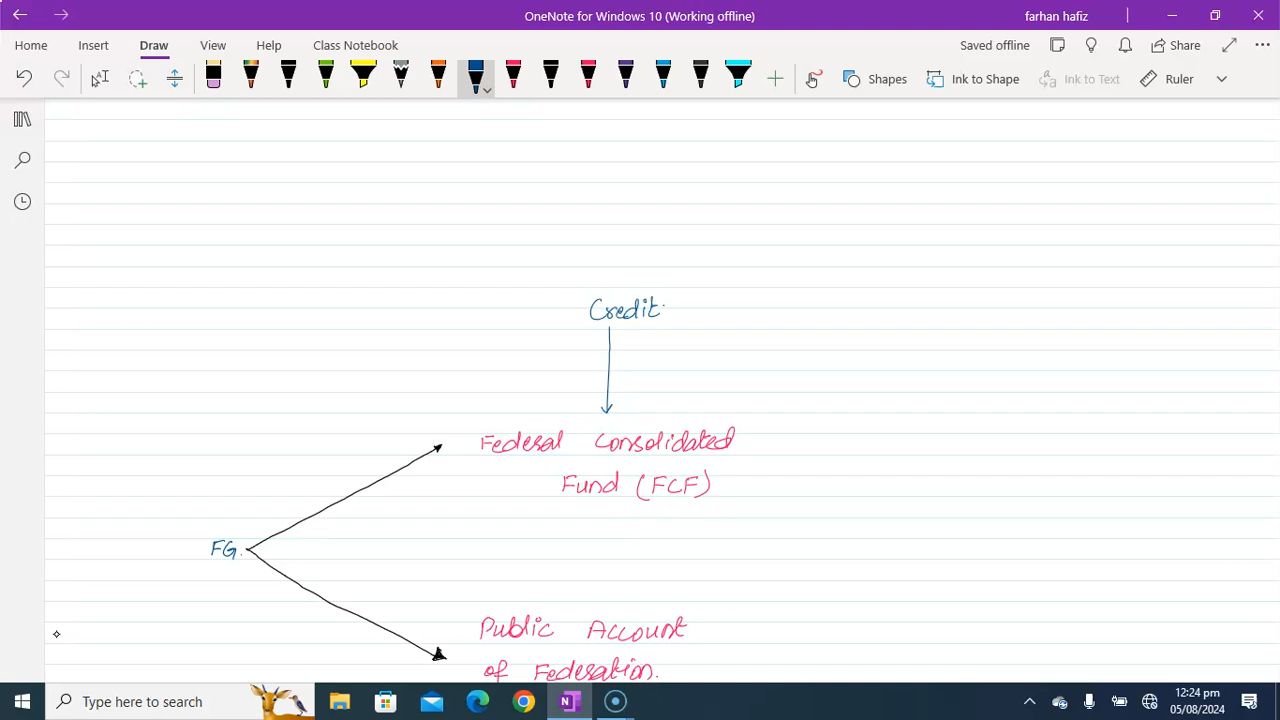 OneNote for Windows 10 (Working offline)
farhan hafiz
Home Insert Draw View Help Class Notebook
Saved offline
Share
Shapes
Ink to Shape
Ink to Text
Ruler
Credit
Federal Consolidated
Fund (FCF)
FG.
Public Account
of Federation.
Type here to search
12:24 pm
05/08/2024